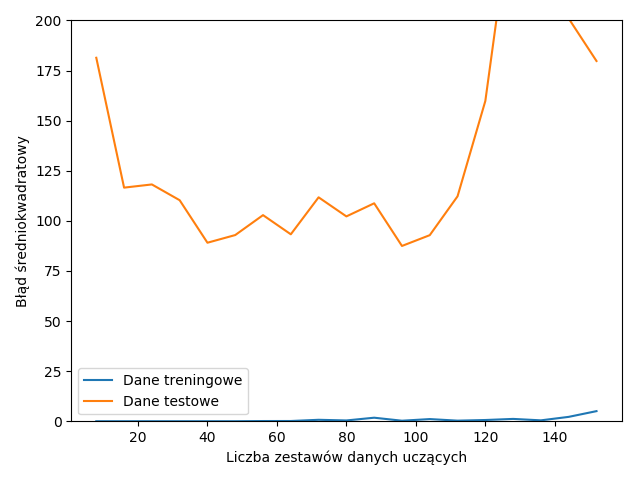 200
175
150
125
100
75
50
25
0
Błąd średniokwadratowy
Dane treningowe
Dane testowe
20 40 60 80 100 120 140
Liczba zestawów danych uczących